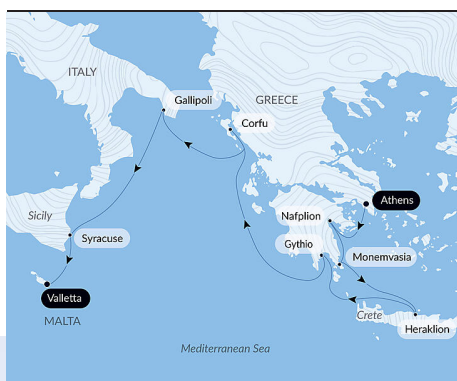 ITALY
Gallipoli
GREECE
Corfu
Athens
Sicily
Nafplion
Syracuse
Gythio
Monemvasia
Valletta
Crete
MALTA
Heraklion
Mediterranean Sea